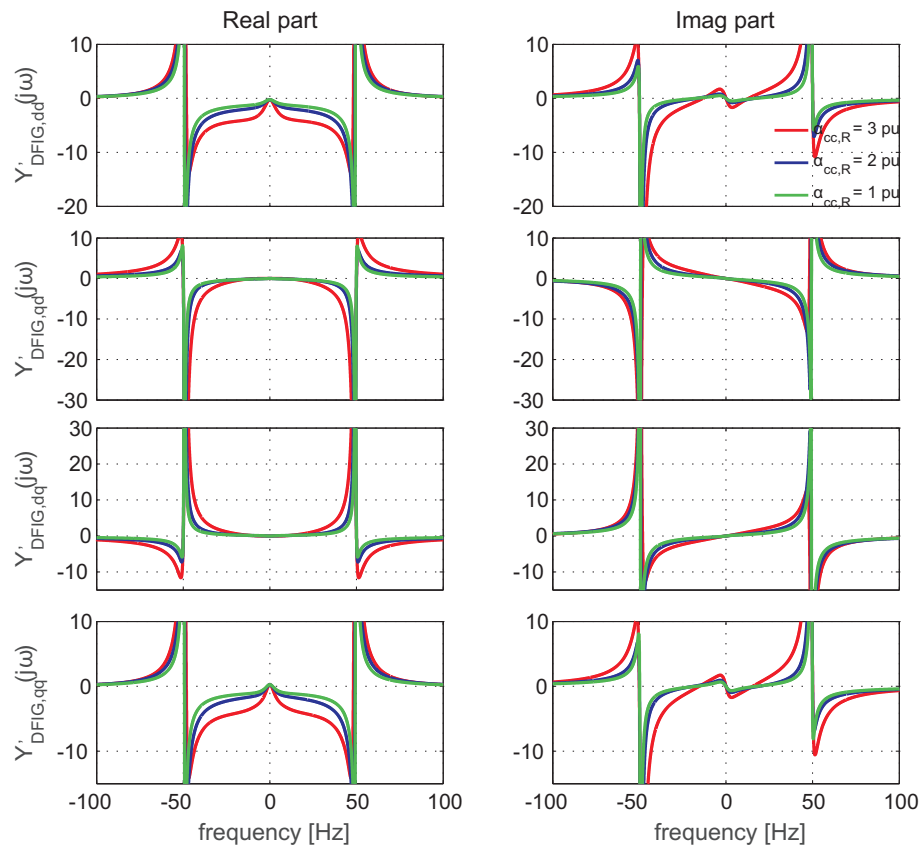 Real part
Imag part
Y'DFIG,dd(jω)
10
0
-10
-20
10
0
-10
-20
αcc,R = 3 pu
αcc,R = 2 pu
αcc,R = 1 pu
Y'DFIG,qd(jω)
10
0
-10
-20
-30
10
0
-10
-20
-30
Y'DFIG,dq(jω)
30
20
10
0
-10
30
20
10
0
-10
Y'DFIG,qq(jω)
10
0
-10
10
0
-10
-100 -50 0 50 100
-100 -50 0 50 100
frequency [Hz]
frequency [Hz]